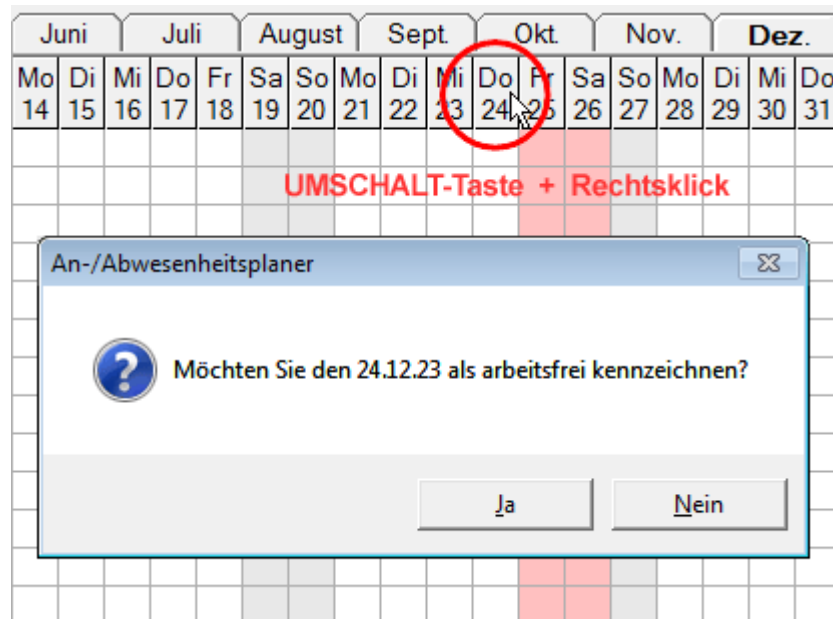 Juni Juli August Sept. Okt. Nov. Dez.
Mo Di Mi Do Fr Sa So Mo Di Mi Do Fr Sa So Mo Di Mi Do
14 15 16 17 18 19 20 21 22 23 24 25 26 27 28 29 30 31
UMSCHALT-Taste + Rechtsklick
An-/Abwesenheitsplaner
Möchten Sie den 24.12.23 als arbeitsfrei kennzeichnen?
Ja Nein